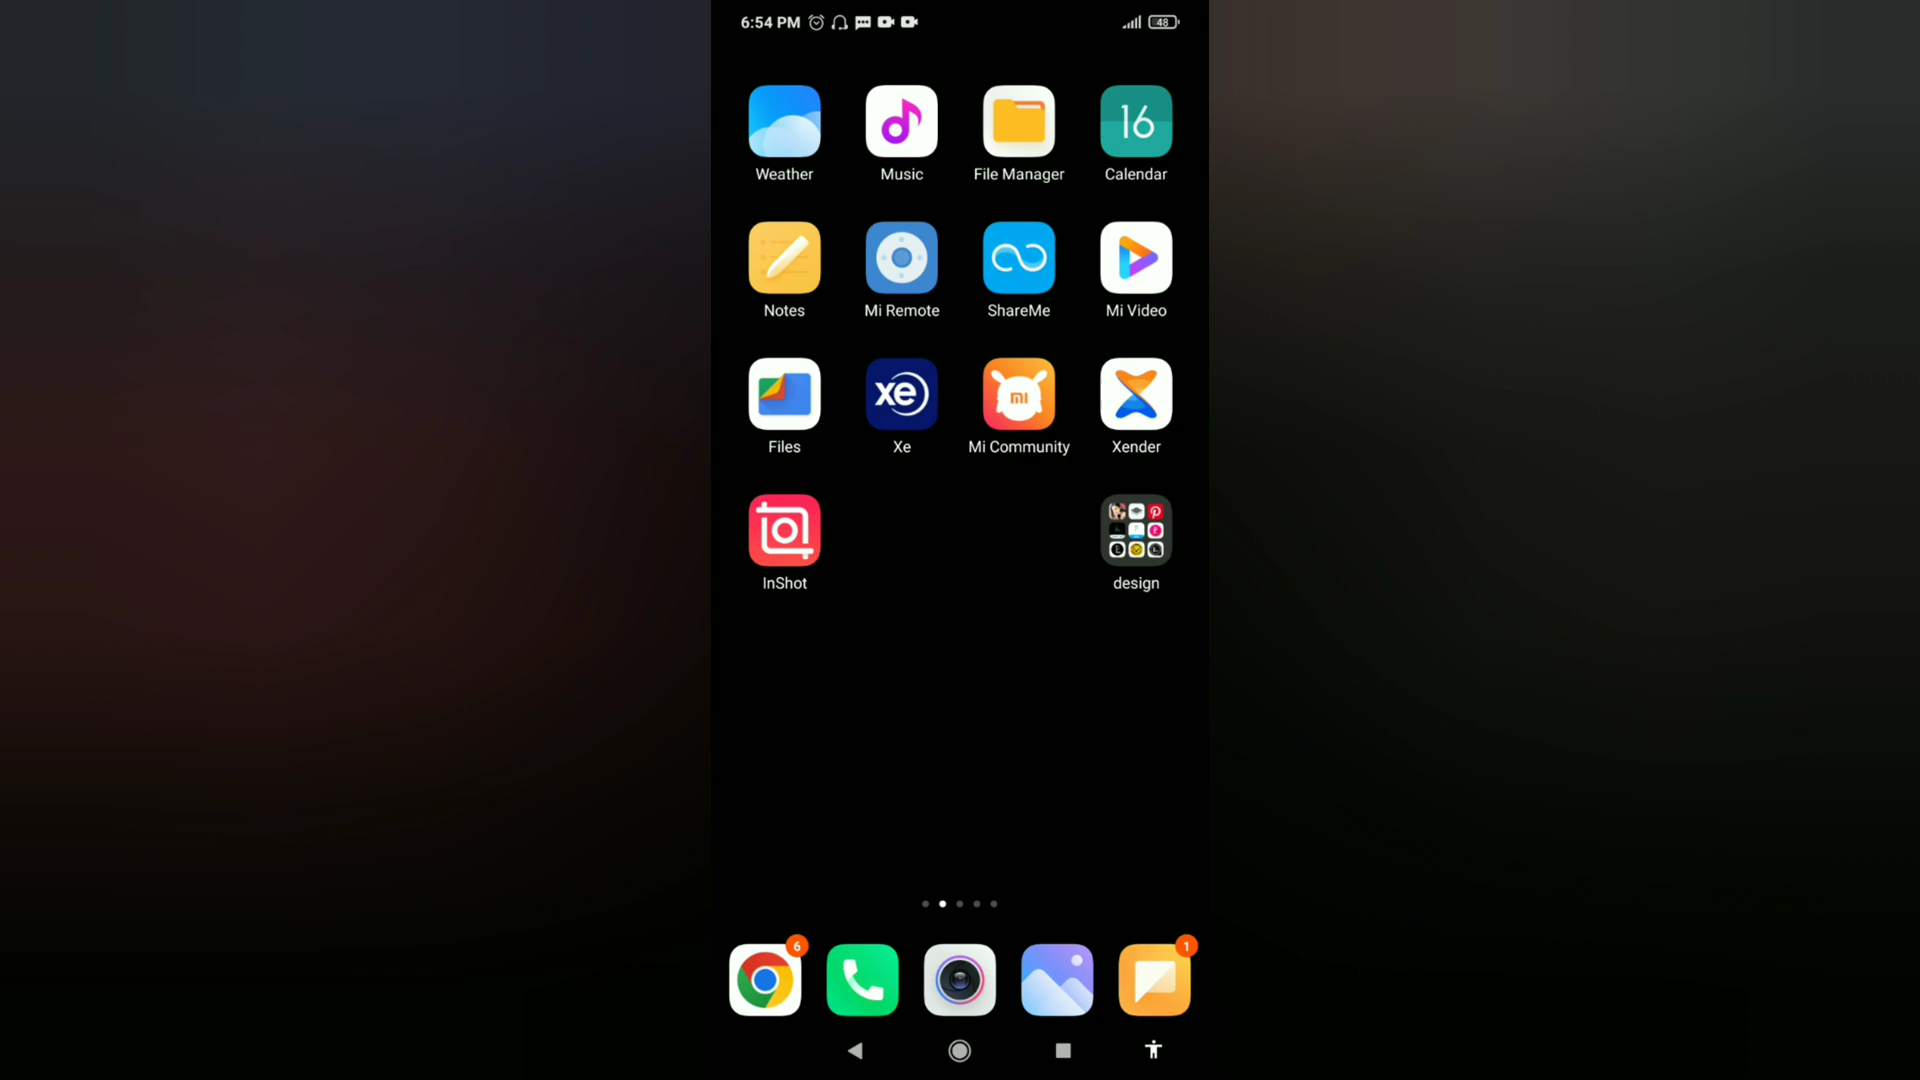 6:54 PM 48
Weather Music File Manager Calendar
16
Notes Mi Remote ShareMe Mi Video
xe
mi
Files Xe Mi Community Xender
InShot design
6 1